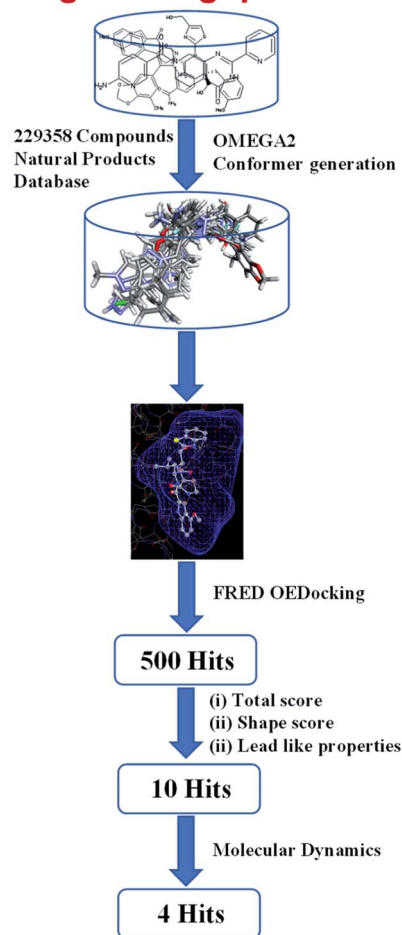 229358 Compounds
Natural Products
Database
OMEGA2
Conformer generation
FRED OEDocking
500 Hits
(i) Total score
(ii) Shape score
(ii) Lead like properties
10 Hits
Molecular Dynamics
4 Hits